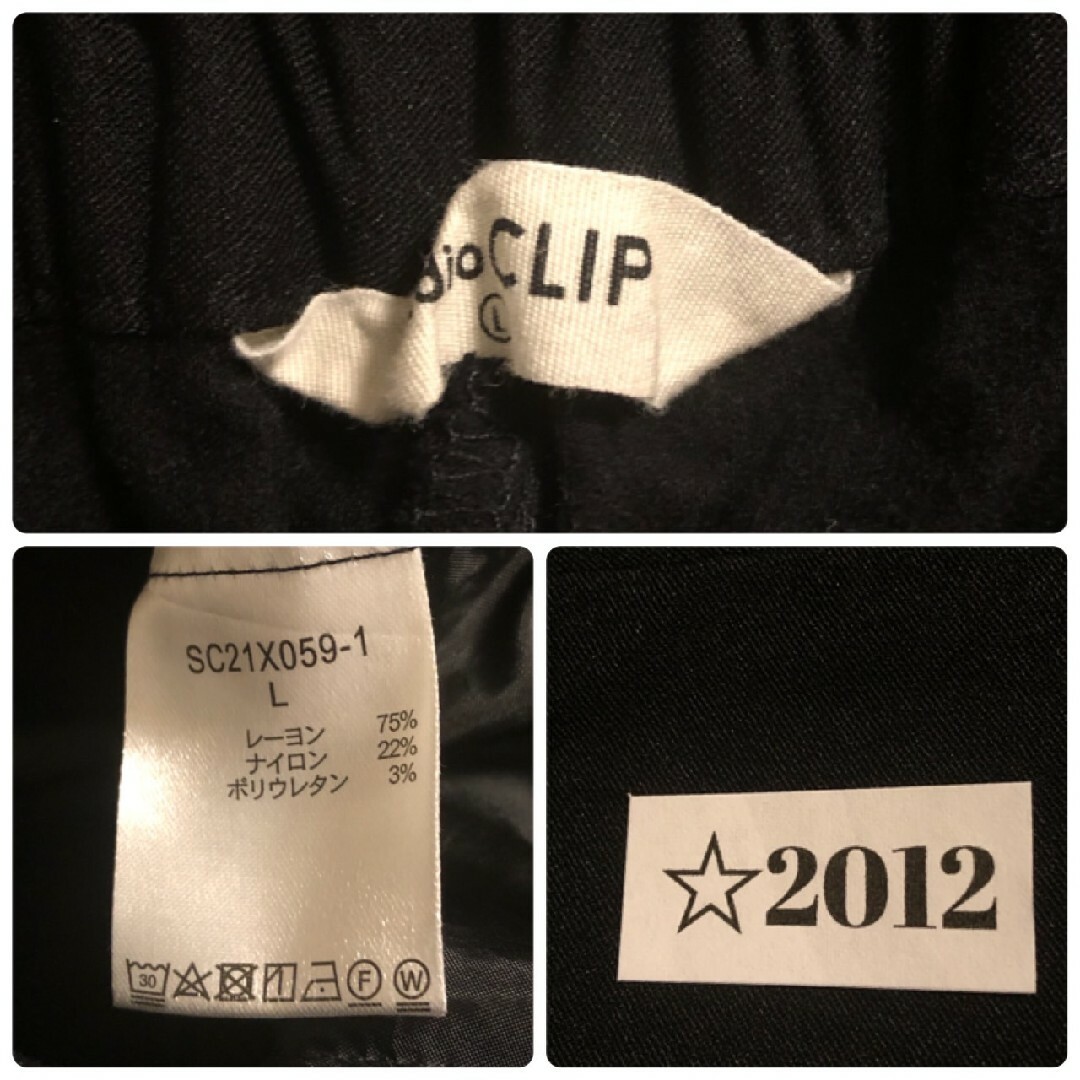 dioCLIP
L
SC21X059-1
L
レーヨン 75%
ナイロン 22%
ポリウレタン 3%
30
F
W
☆2012